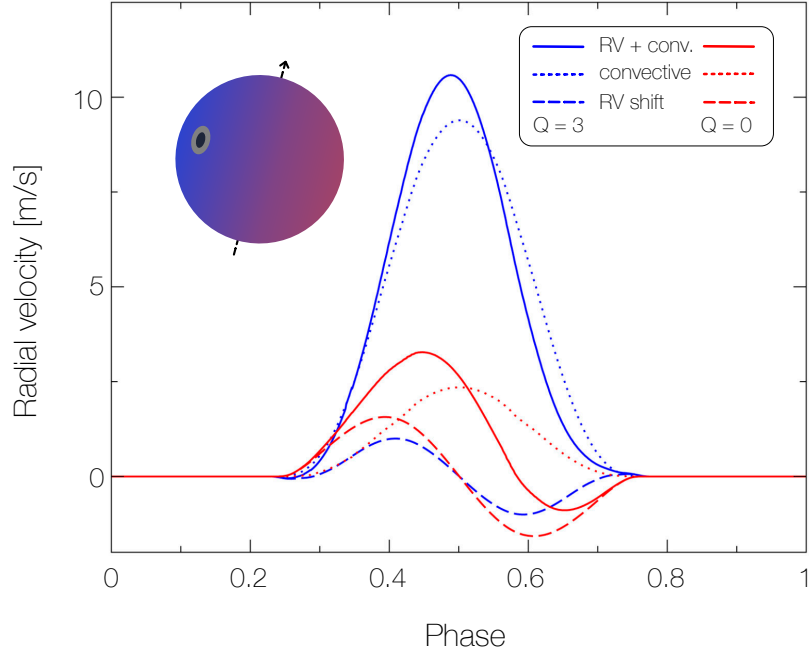 RV + conv.
convective
RV shift
Q = 3
Q = 0
10
5
0
Radial velocity [m/s]
0
0.2
0.4
0.6
0.8
1
Phase